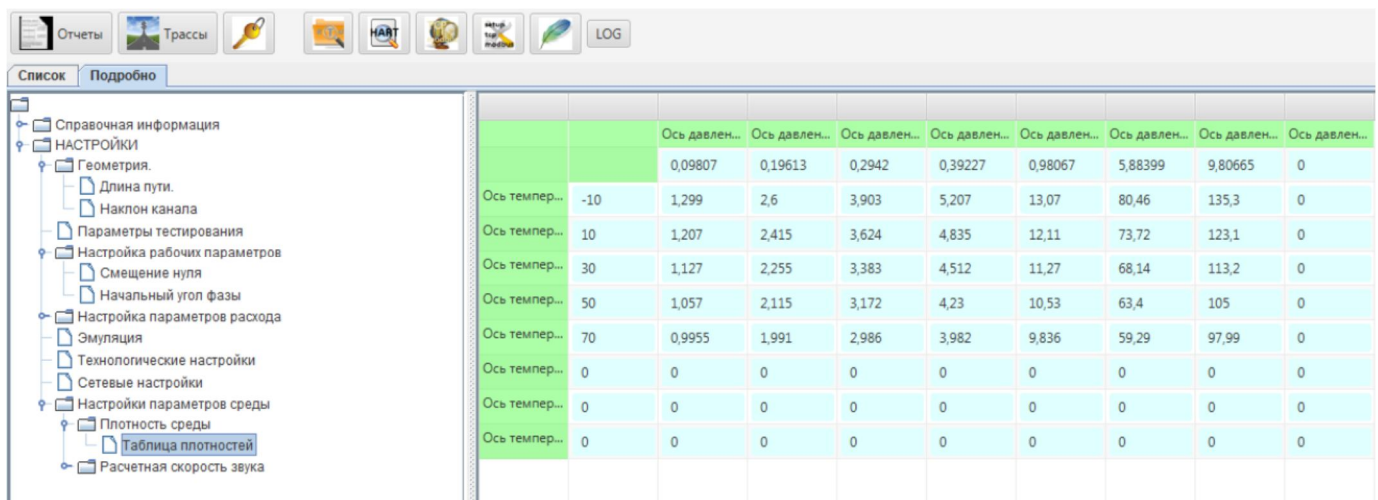 Отчеты Трассы HART setup tool modbus LOG
Список Подробно
Справочная информация
НАСТРОЙКИ
Геометрия.
Длина пути.
Наклон канала
Параметры тестирования
Настройка рабочих параметров
Смещение нуля
Начальный угол фазы
Настройка параметров расхода
Эмуляция
Технологические настройки
Сетевые настройки
Настройки параметров среды
Плотность среды
Таблица плотностей
Расчетная скорость звука
Ось давлен... Ось давлен... Ось давлен... Ось давлен... Ось давлен... Ось давлен... Ось давлен... Ось давлен...
0,09807 0,19613 0,2942 0,39227 0,98067 5,88399 9,80665 0
Ось темпер... -10 1,299 2,6 3,903 5,207 13,07 80,46 135,3 0
Ось темпер... 10 1,207 2,415 3,624 4,835 12,11 73,72 123,1 0
Ось темпер... 30 1,127 2,255 3,383 4,512 11,27 68,14 113,2 0
Ось темпер... 50 1,057 2,115 3,172 4,23 10,53 63,4 105 0
Ось темпер... 70 0,9955 1,991 2,986 3,982 9,836 59,29 97,99 0
Ось темпер... 0 0 0 0 0 0 0 0 0
Ось темпер... 0 0 0 0 0 0 0 0 0
Ось темпер... 0 0 0 0 0 0 0 0 0